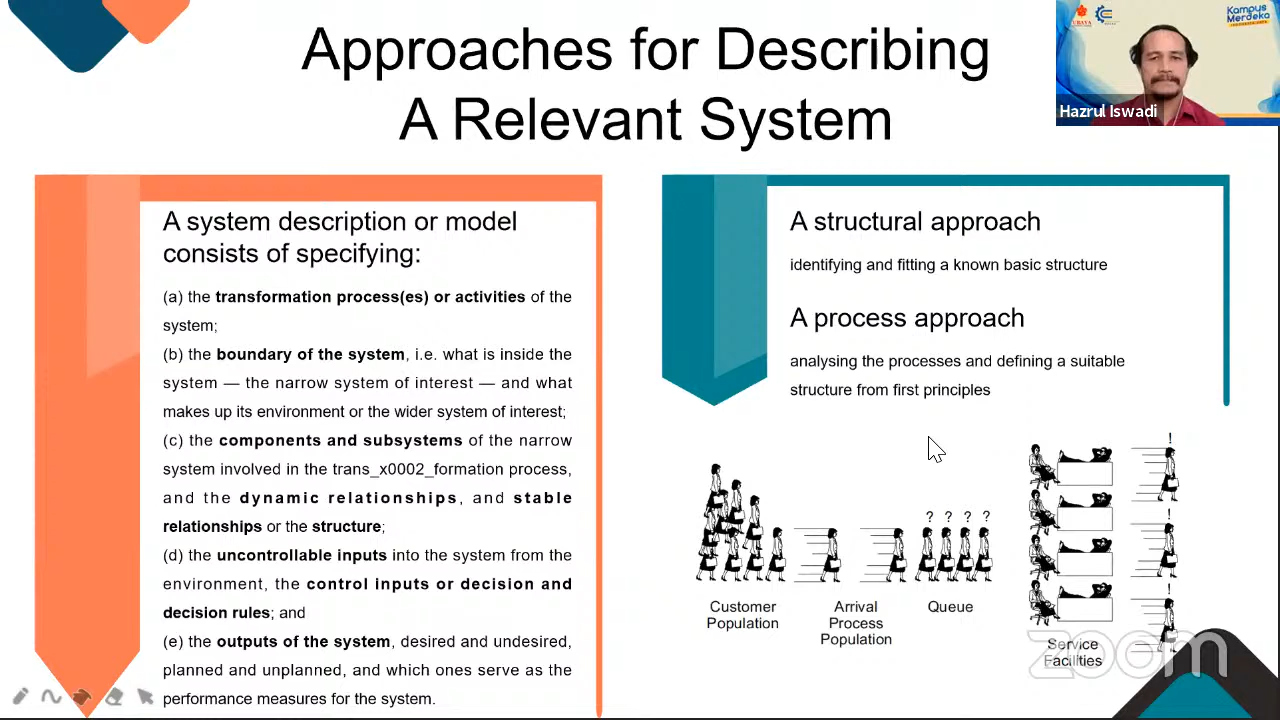 Approaches for Describing
A Relevant System
UBAYA
Kampus
Merdeka
Hazrul Iswadi
A system description or model
consists of specifying:
(a) the transformation process(es) or activities of the
system;
(b) the boundary of the system, i.e. what is inside the
system — the narrow system of interest — and what
makes up its environment or the wider system of interest;
(c) the components and subsystems of the narrow
system involved in the trans_x0002_formation process,
and the dynamic relationships, and stable
relationships or the structure;
(d) the uncontrollable inputs into the system from the
environment, the control inputs or decision and
decision rules; and
(e) the outputs of the system, desired and undesired,
planned and unplanned, and which ones serve as the
performance measures for the system.
A structural approach
identifying and fitting a known basic structure
A process approach
analysing the processes and defining a suitable
structure from first principles
? ? ? ?
!
!
!
Customer
Population
Arrival
Process
Population
Queue
Service
Facilities
zoom